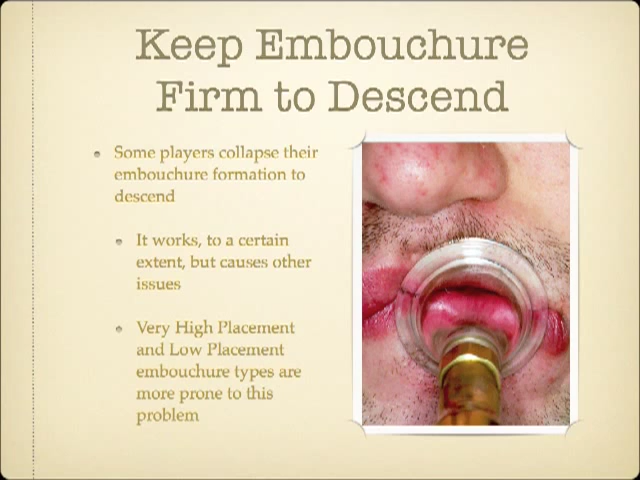 Keep Embouchure
Firm to Descend
Some players collapse their
embouchure formation to
descend
It works, to a certain
extent, but causes other
issues
Very High Placement
and Low Placement
embouchure types are
more prone to this
problem